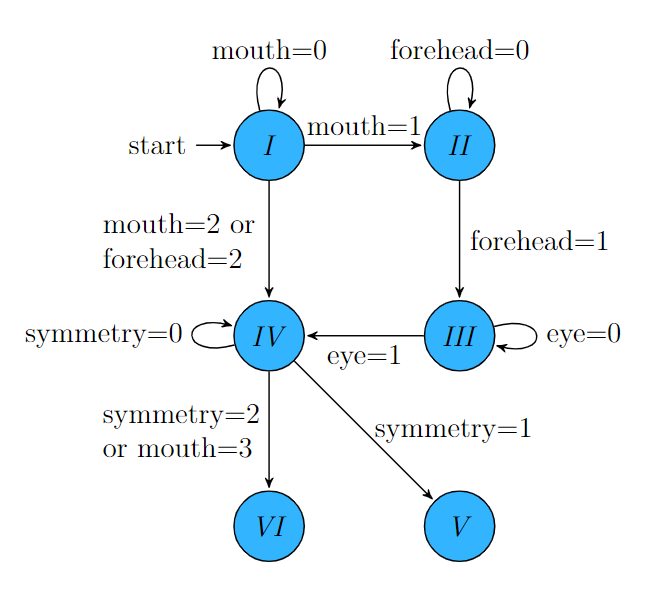 mouth=0
forehead=0
start
I
mouth=1
II
mouth=2 or
forehead=2
forehead=1
symmetry=0
IV
eye=1
III
eye=0
symmetry=2
or mouth=3
symmetry=1
VI
V